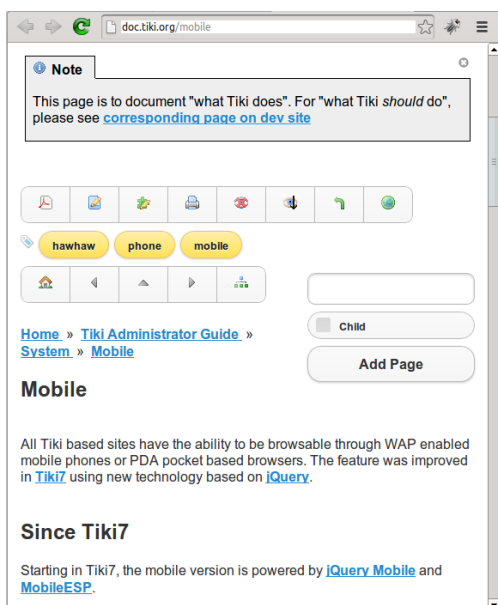 doc.tiki.org/mobile
Note
This page is to document "what Tiki does". For "what Tiki should do",
please see corresponding page on dev site
hawhaw phone mobile
Child
Add Page
Home » Tiki Administrator Guide »
System » Mobile
Mobile
All Tiki based sites have the ability to be browsable through WAP enabled
mobile phones or PDA pocket based browsers. The feature was improved
in Tiki7 using new technology based on jQuery.
Since Tiki7
Starting in Tiki7, the mobile version is powered by jQuery Mobile and
MobileESP.